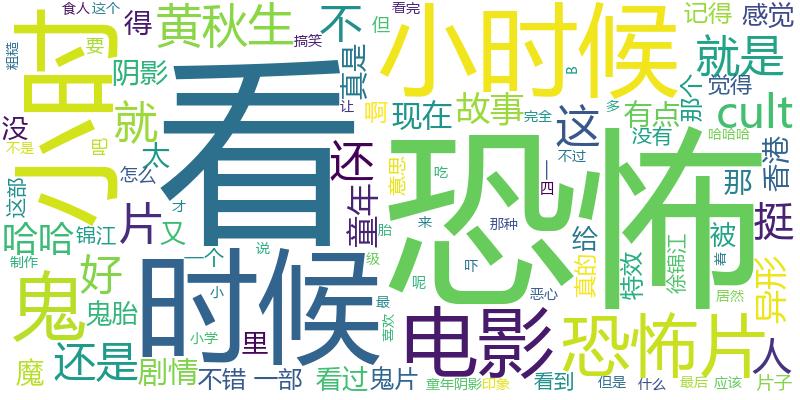 食人
这个
粗糙
小时
得
黄秋生
搞笑
不
看完
但
记得
感觉
要
阴影
真是
小时候
就是
没
不是
吧
就
看
让
啊
现在
故事
这
有点
那个
觉得
B
多
完全
没有
cult
哈哈哈
怎么
太
还
童年
意思
吃
一
四
不过
香港
这部
片
又
才
胎
来
那种
恐怖
那
挺
哈哈
锦江
一个
说
级
呢
吓
给
真的
特效
徐锦江
被
着
异形
制作
好
鬼
鬼胎
小
时候
最
喜欢
恶心
居然
魔
还是
剧情
小学
里
电影
恐怖片
人
不错
一部
看过
鬼片
童年阴影
印象
看到
但是
什么
最后
应该
片子